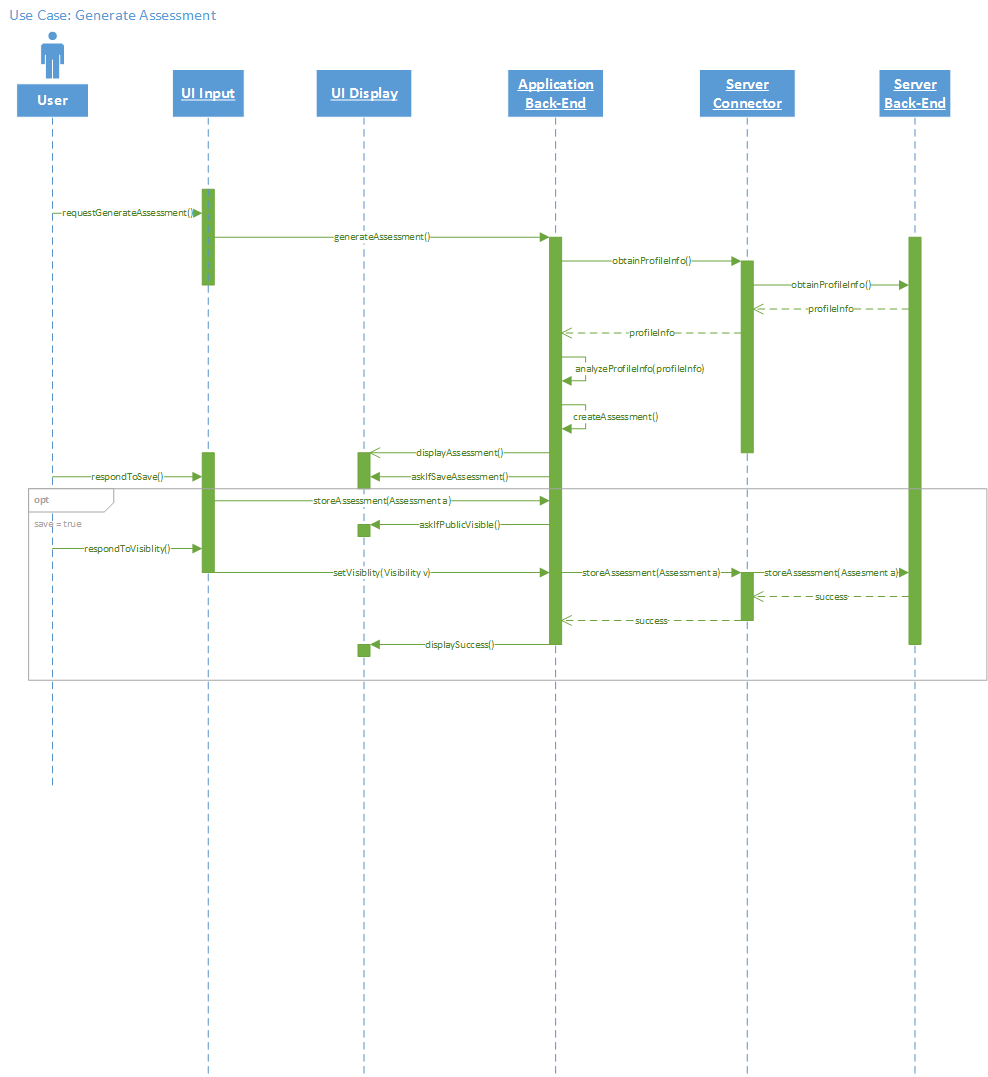 Use Case: Generate Assessment
User
UI Input
UI Display
Application
Back-End
Server
Connector
Server
Back-End
requestGenerateAssessment()
generateAssessment()
obtainProfileInfo()
obtainProfileInfo()
profileInfo
profileInfo
analyzeProfileInfo(profileInfo)
createAssessment()
displayAssessment()
respondToSave()
askIfSaveAssessment()
opt
storeAssessment(Assessment a)
save = true
askIfPublicVisible()
respondToVisiblity()
setVisiblity(Visibility v)
storeAssessment(Assessment a)
storeAssessment(Assesment a)
success
success
displaySuccess()